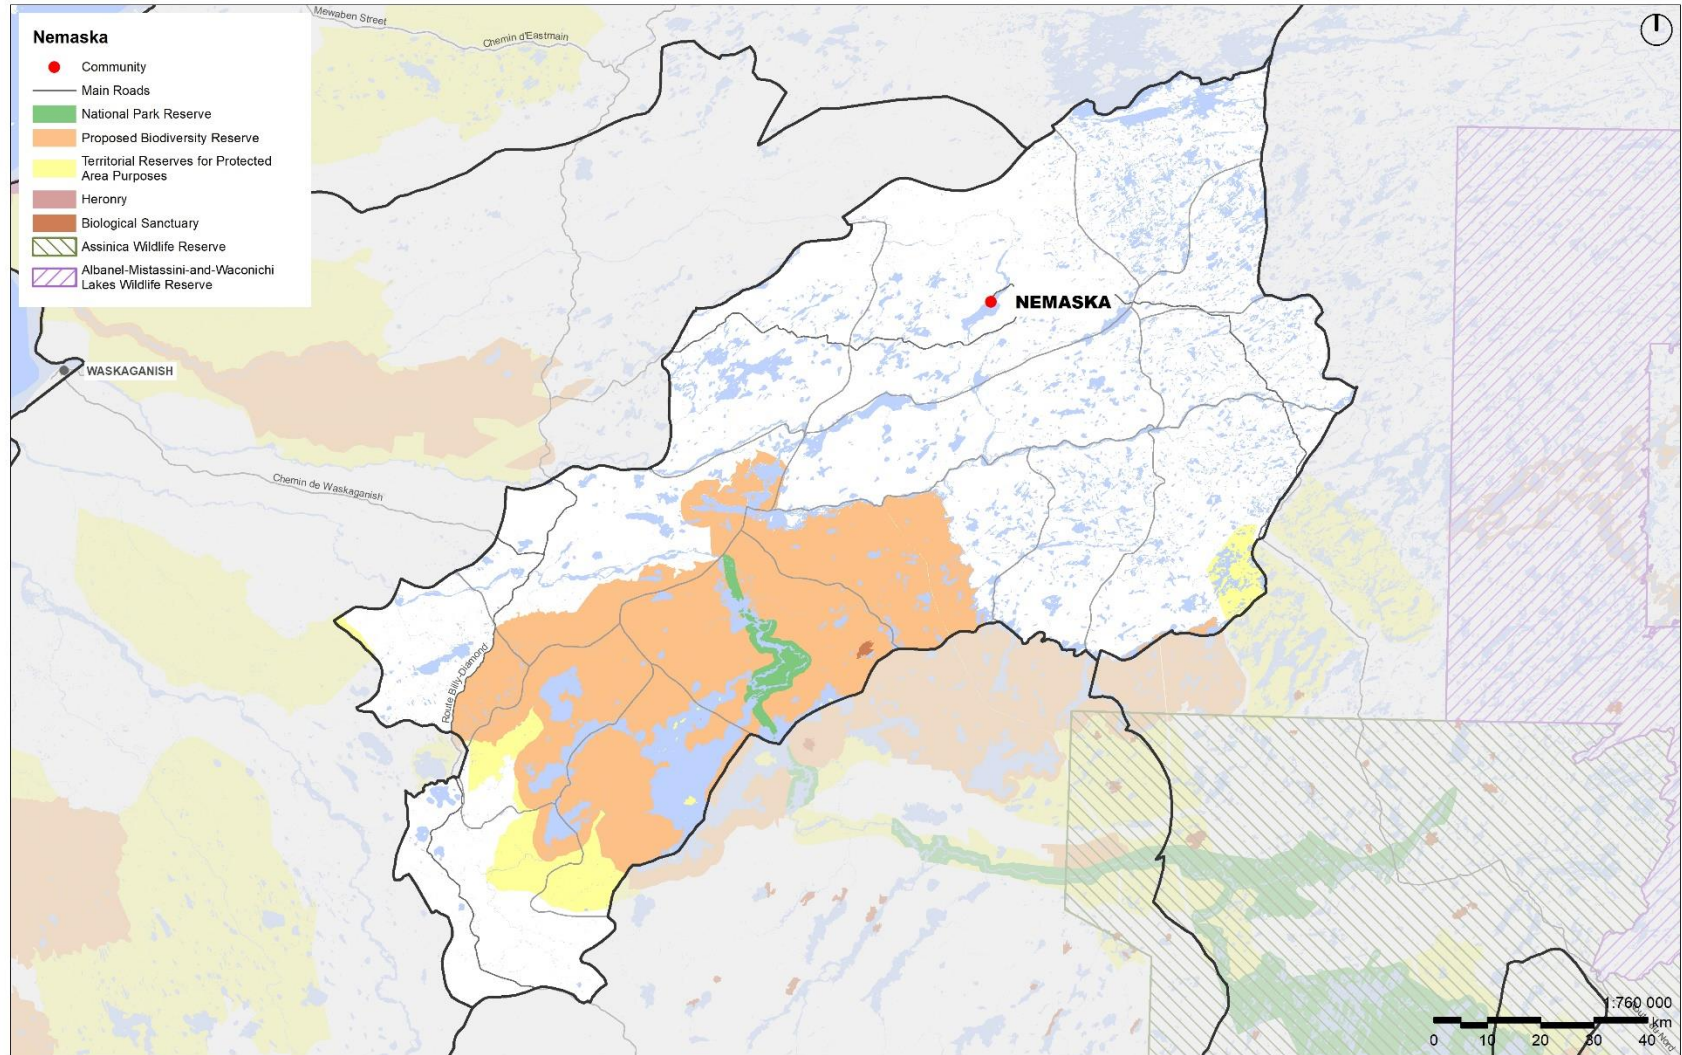 Nemaska
Community
Main Roads
National Park Reserve
Proposed Biodiversity Reserve
Territorial Reserves for Protected
Area Purposes
Heronry
Biological Sanctuary
Assinica Wildlife Reserve
Albanel-Mistassini-and-Waconichi
Lakes Wildlife Reserve
Mewaben Street
Chemin d'Eastmain
NEMASKA
WASKAGANISH
Chemin de Waskaganish
Route Billy-Diamond
1:760 000
km
0 10 20 30 40